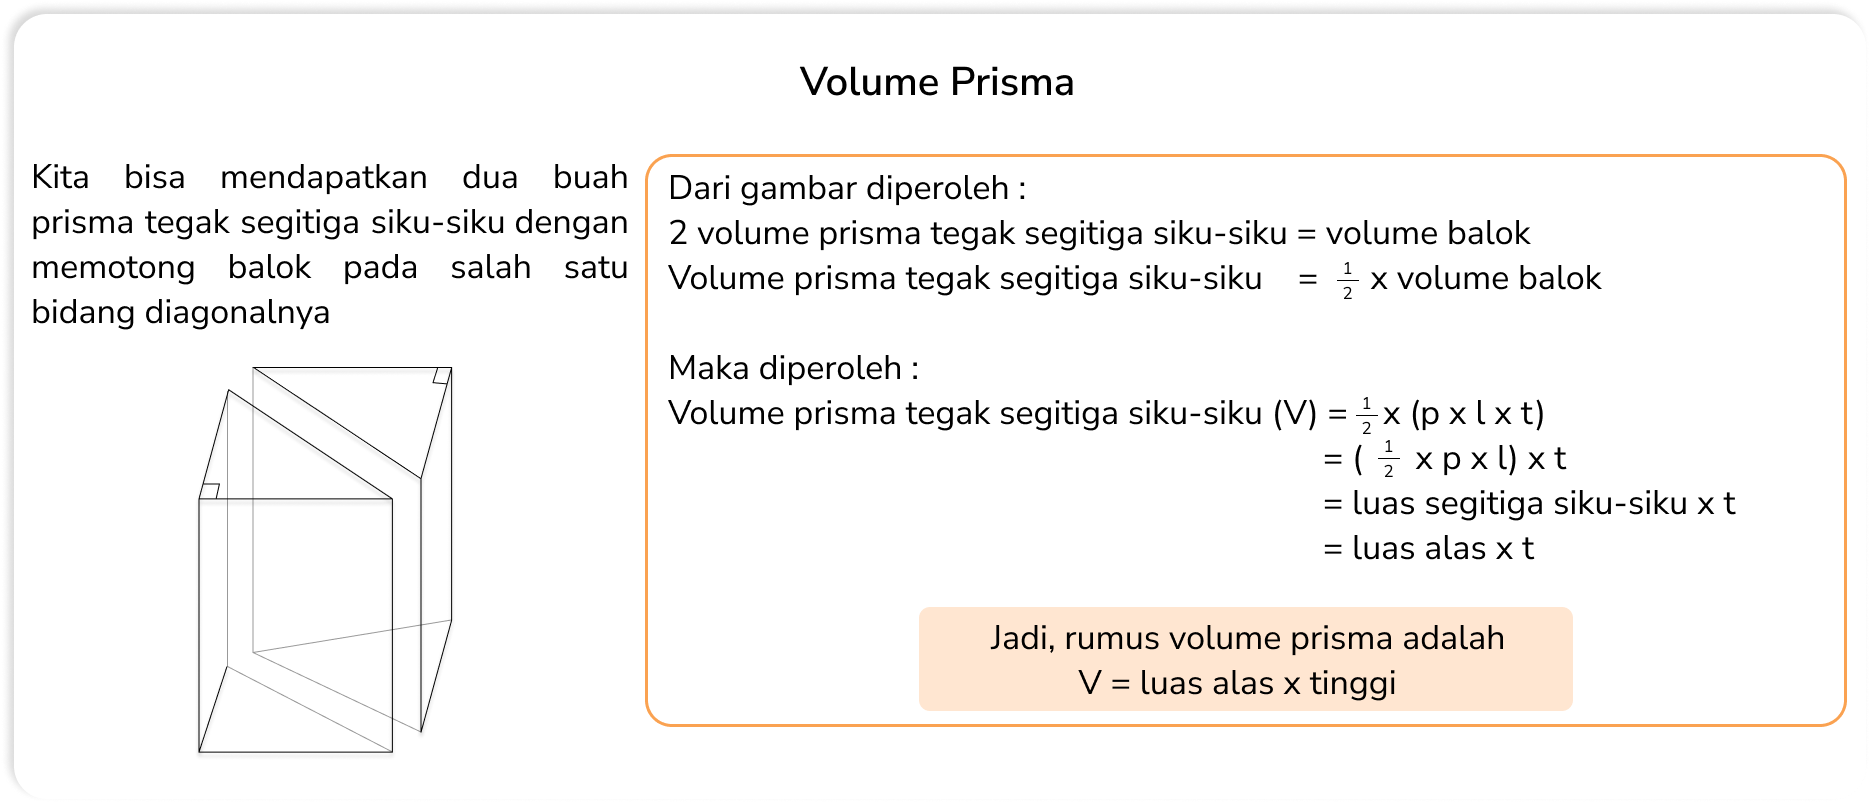 Volume Prisma
Kita bisa mendapatkan dua buah
prisma tegak segitiga siku-siku dengan
memotong balok pada salah satu
bidang diagonalnya
Dari gambar diperoleh :
2 volume prisma tegak segitiga siku-siku = volume balok
Volume prisma tegak segitiga siku-siku = 1/2 x volume balok
Maka diperoleh :
Volume prisma tegak segitiga siku-siku (V) = 1/2 x (p x l x t)
= ( 1/2 x p x l) x t
= luas segitiga siku-siku x t
= luas alas x t
Jadi, rumus volume prisma adalah
V = luas alas x tinggi